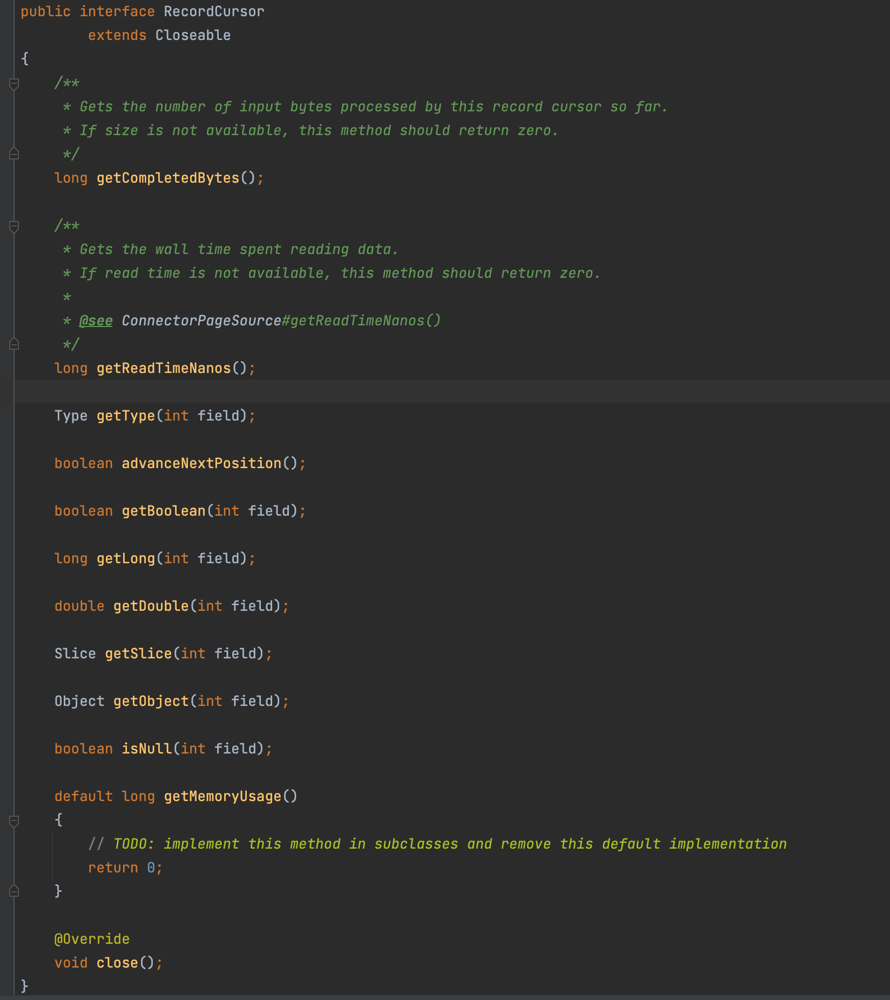 public interface RecordCursor
        extends Closeable
{
    /**
     * Gets the number of input bytes processed by this record cursor so far.
     * If size is not available, this method should return zero.
     */
    long getCompletedBytes();

    /**
     * Gets the wall time spent reading data.
     * If read time is not available, this method should return zero.
     *
     * @see ConnectorPageSource#getReadTimeNanos()
     */
    long getReadTimeNanos();

    Type getType(int field);

    boolean advanceNextPosition();

    boolean getBoolean(int field);

    long getLong(int field);

    double getDouble(int field);

    Slice getSlice(int field);

    Object getObject(int field);

    boolean isNull(int field);

    default long getMemoryUsage()
    {
        // TODO: implement this method in subclasses and remove this default implementation
        return 0;
    }

    @Override
    void close();
}